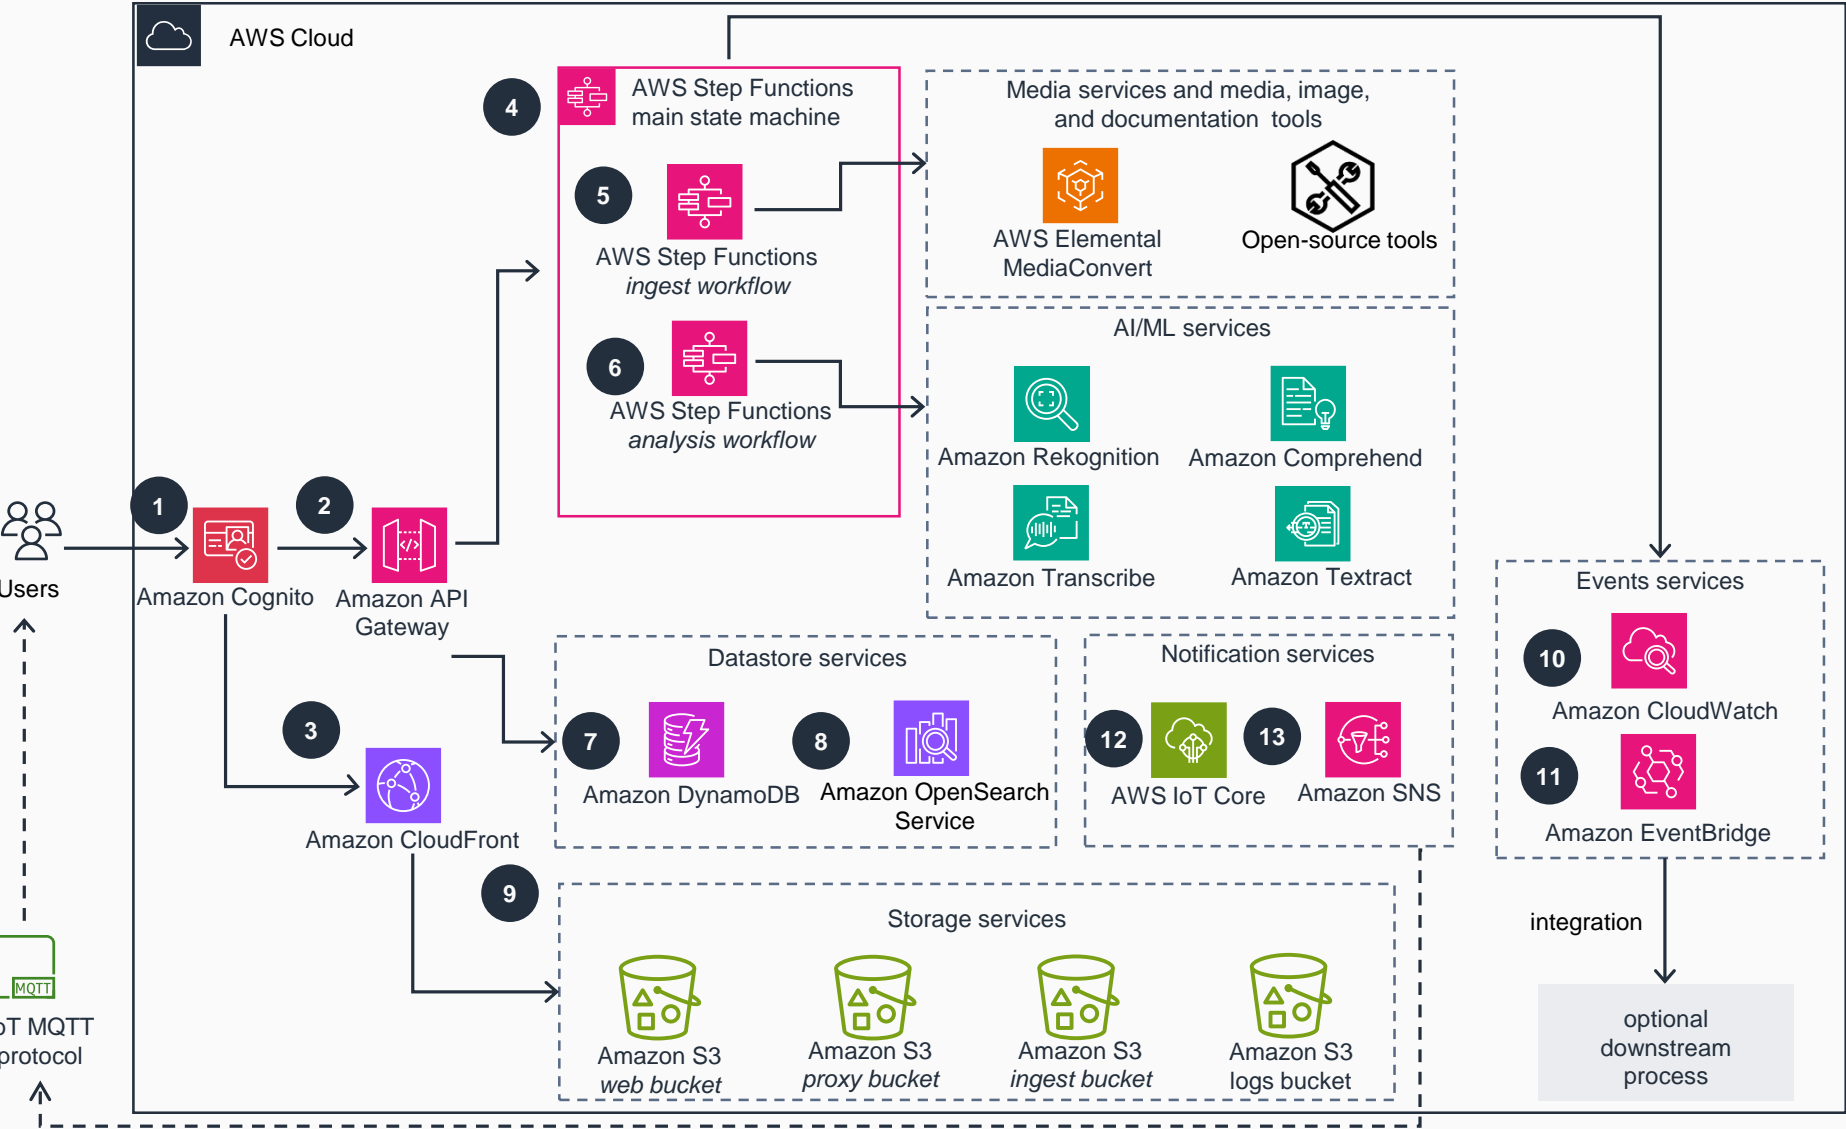 AWS Cloud
4
AWS Step Functions
main state machine
5
AWS Step Functions
ingest workflow
6
AWS Step Functions
analysis workflow
Media services and media, image,
and documentation tools
AWS Elemental
MediaConvert
Open-source tools
AI/ML services
Amazon Rekognition
Amazon Comprehend
Amazon Transcribe
Amazon Textract
Users
1
Amazon Cognito
2
Amazon API
Gateway
</>
3
Amazon CloudFront
Datastore services
7
Amazon DynamoDB
8
Amazon OpenSearch
Service
Notification services
12
AWS IoT Core
13
Amazon SNS
Events services
10
Amazon CloudWatch
11
Amazon EventBridge
integration
optional
downstream
process
9
Storage services
Amazon S3
web bucket
Amazon S3
proxy bucket
Amazon S3
ingest bucket
Amazon S3
logs bucket
MQTT
oT MQTT
protocol